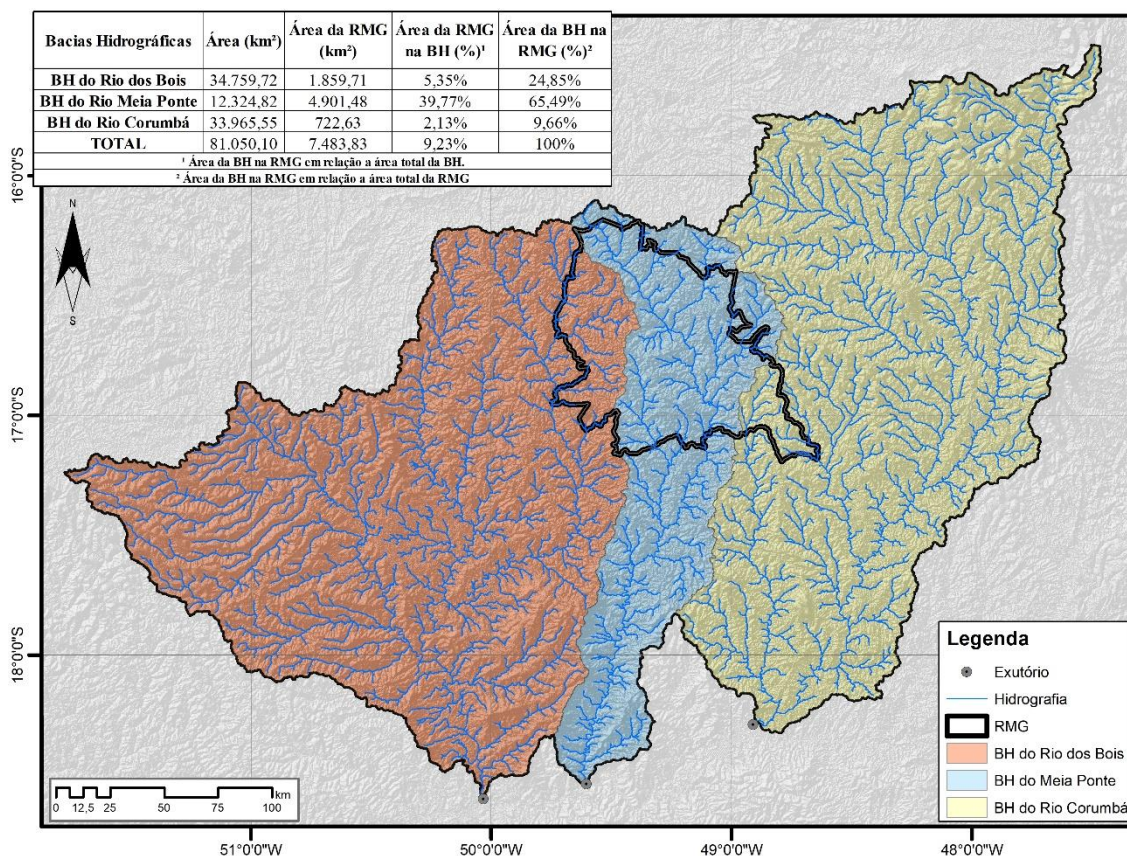 Bacias Hidrográficas Área (km²) Área da RMG (km²) Área da RMG na BH (%)¹ Área da BH na RMG (%)²
BH do Rio dos Bois 34.759,72 1.859,71 5,35% 24,85%
BH do Rio Meia Ponte 12.324,82 4.901,48 39,77% 65,49%
BH do Rio Corumbá 33.965,55 722,63 2,13% 9,66%
TOTAL 81.050,10 7.483,83 9,23% 100%
¹ Área da BH na RMG em relação a área total da BH.
² Área da BH na RMG em relação a área total da RMG
16°0'0"S
N
S
17°0'0"S
18°0'0"S
Legenda
Exutório
Hidrografia
RMG
BH do Rio dos Bois
BH do Meia Ponte
BH do Rio Corumbá
km
0 12,5 25 50 75 100
51°0'0"W 50°0'0"W 49°0'0"W 48°0'0"W